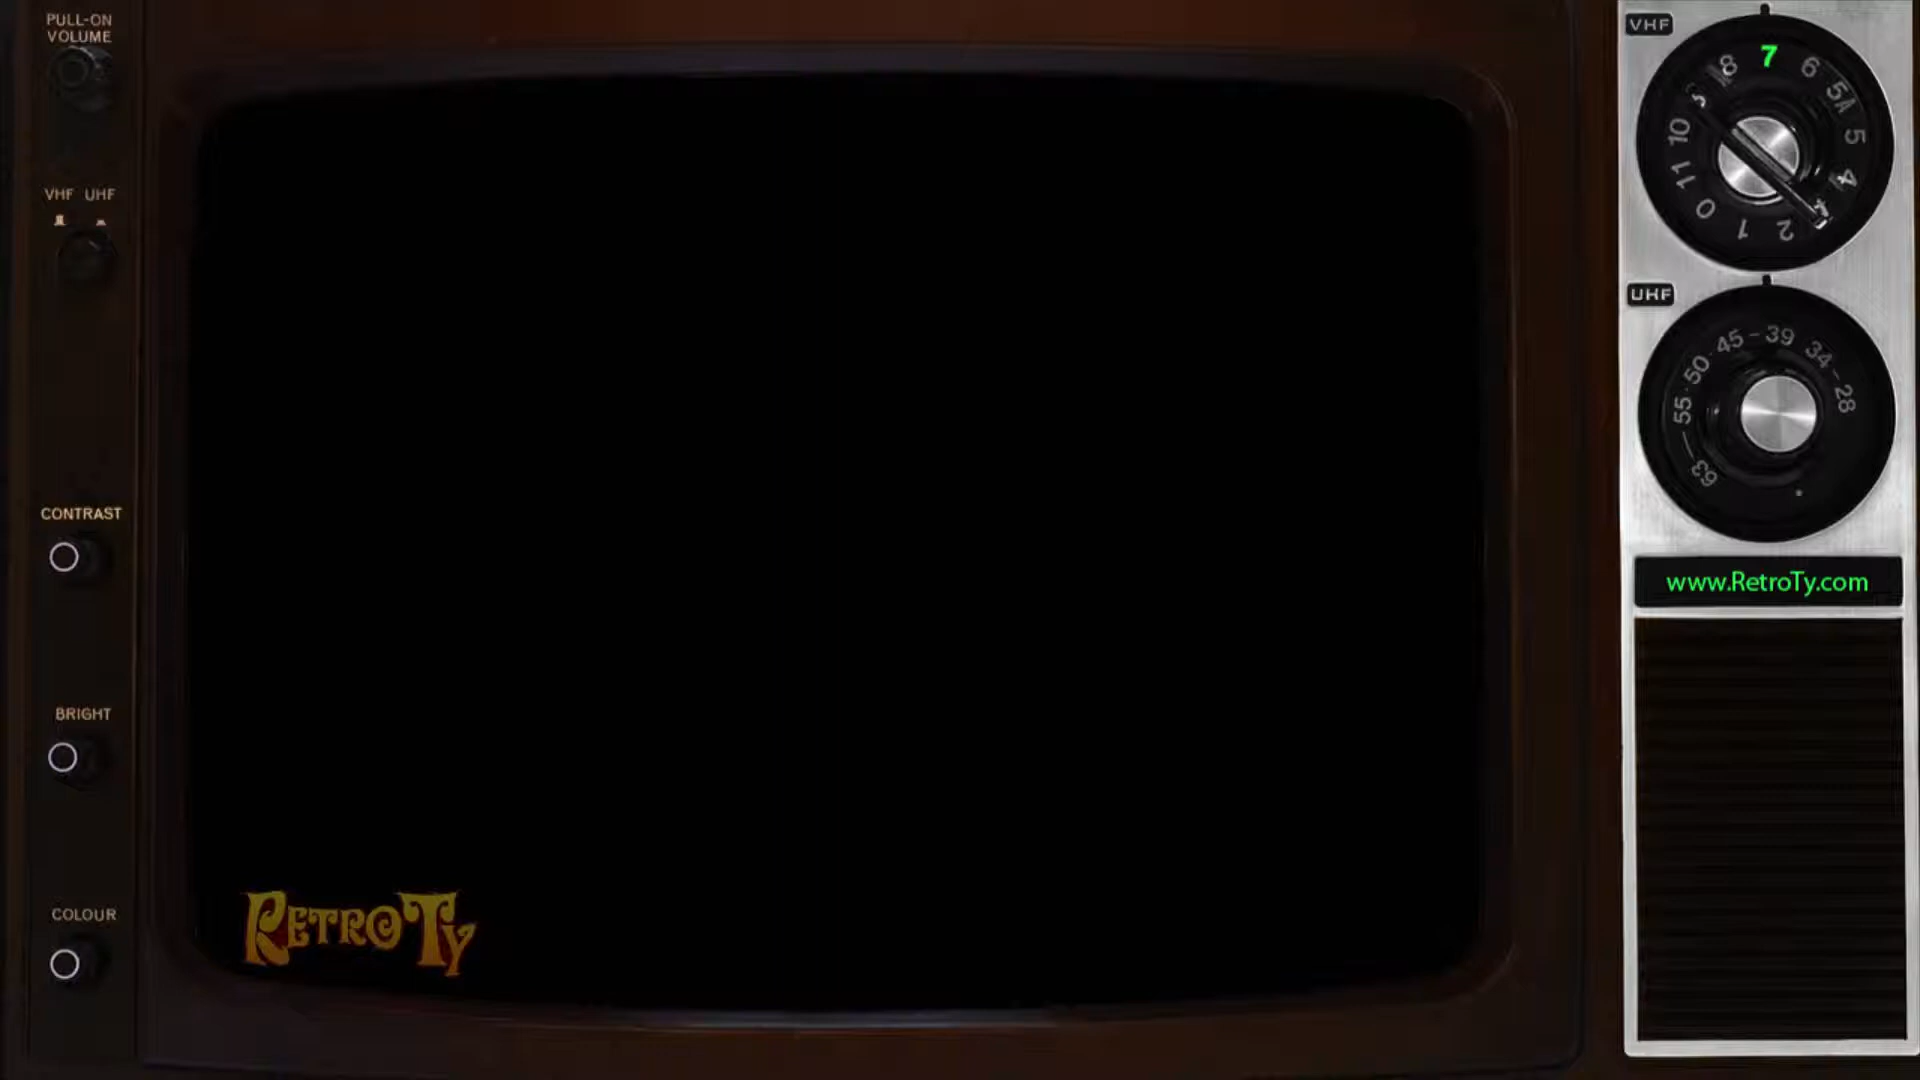 PULL-ON
VOLUME
VHF UHF
CONTRAST
BRIGHT
COLOUR
RETROTY
VHF
7
6
5A
5
4
2
1
0
11
10
8
UHF
63
55
50
45
39
34
28
www.RetroTy.com